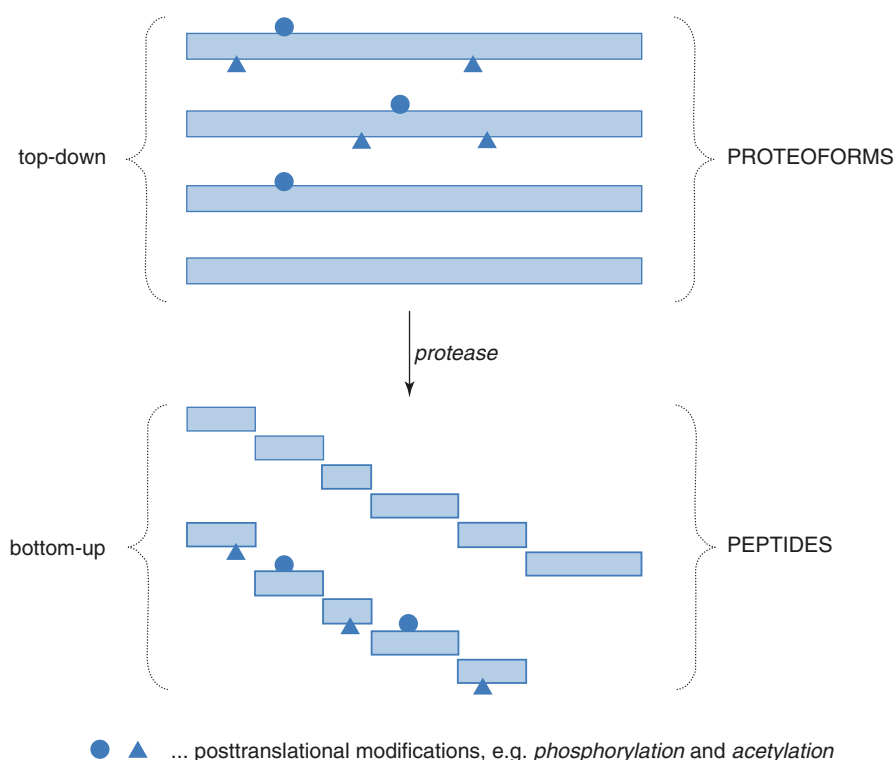 top-down
PROTEOFORMS
protease
bottom-up
PEPTIDES
... posttranslational modifications, e.g. phosphorylation and acetylation